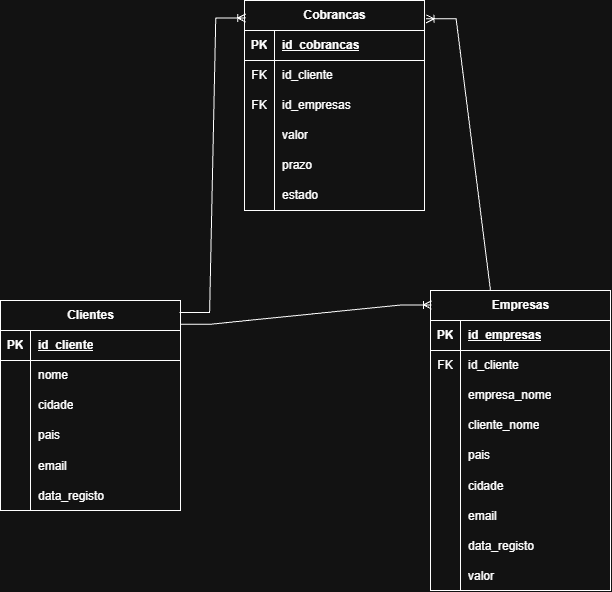 Cobrancas
PK id_cobrancas
FK id_cliente
FK id_empresas
valor
prazo
estado
Clientes
PK id_cliente
nome
cidade
pais
email
data_registo
Empresas
PK id_empresas
FK id_cliente
empresa_nome
cliente_nome
pais
cidade
email
data_registo
valor